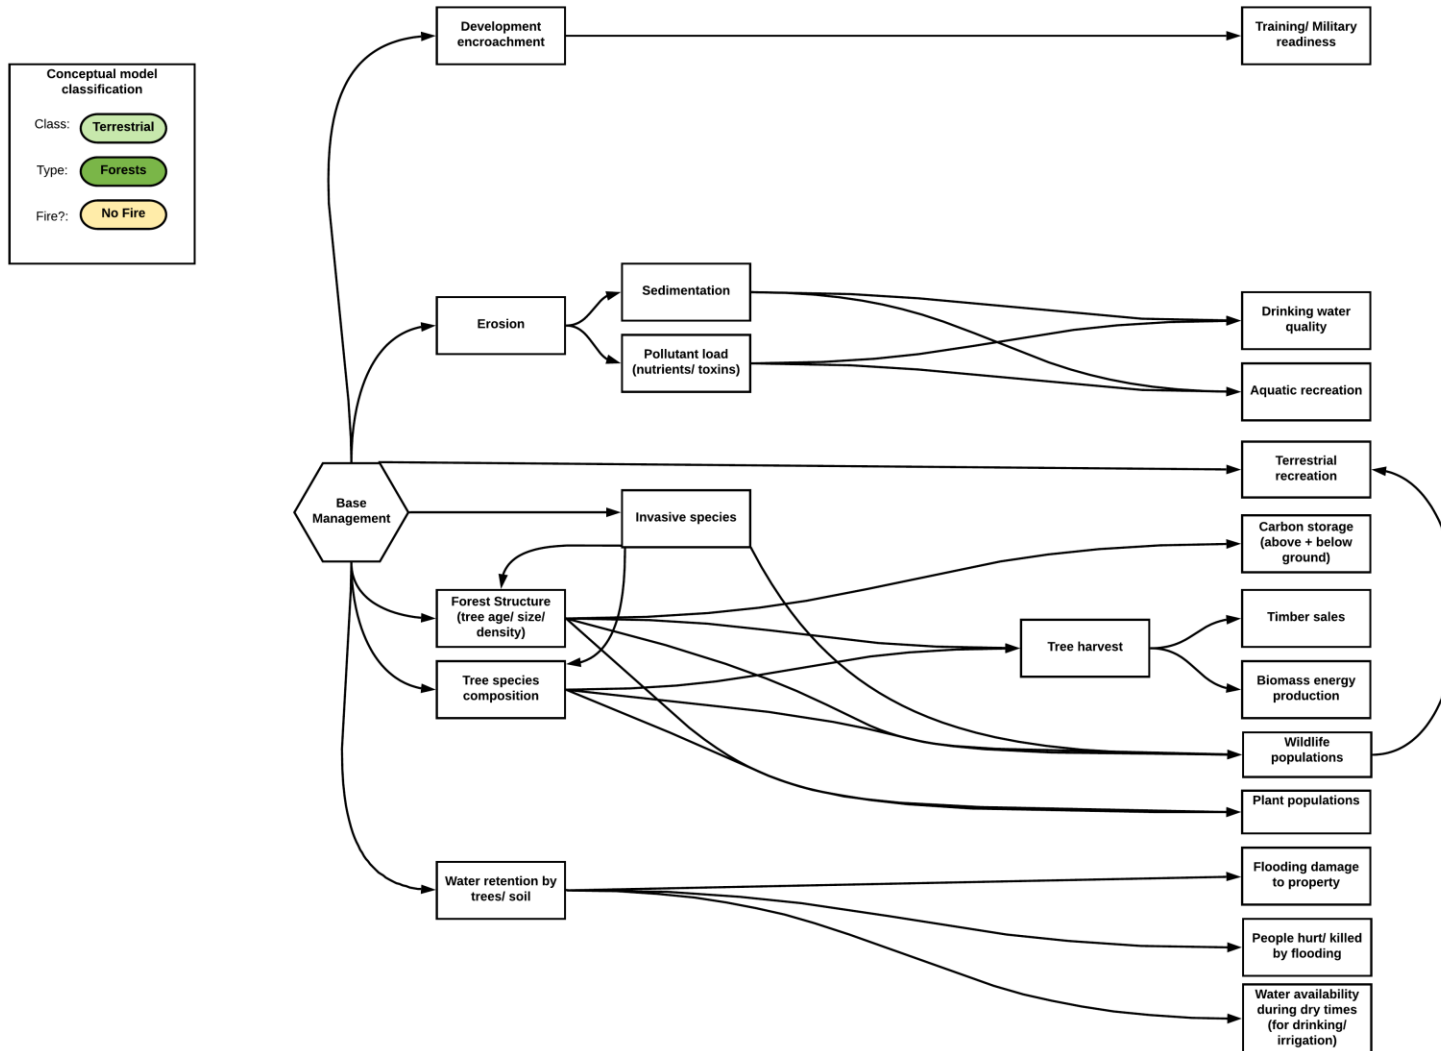 Development
encroachment
Training/ Military
readiness
Conceptual model
classification
Class:
Terrestrial
Type:
Forests
Fire?:
No Fire
Erosion
Sedimentation
Pollutant load
(nutrients/ toxins)
Drinking water
quality
Aquatic recreation
Base
Management
Terrestrial
recreation
Invasive species
Carbon storage
(above + below
ground)
Forest Structure
(tree age/ size/
density)
Tree species
composition
Tree harvest
Timber sales
Biomass energy
production
Wildlife
populations
Plant populations
Water retention by
trees/ soil
Flooding damage
to property
People hurt/ killed
by flooding
Water availability
during dry times
(for drinking/
irrigation)